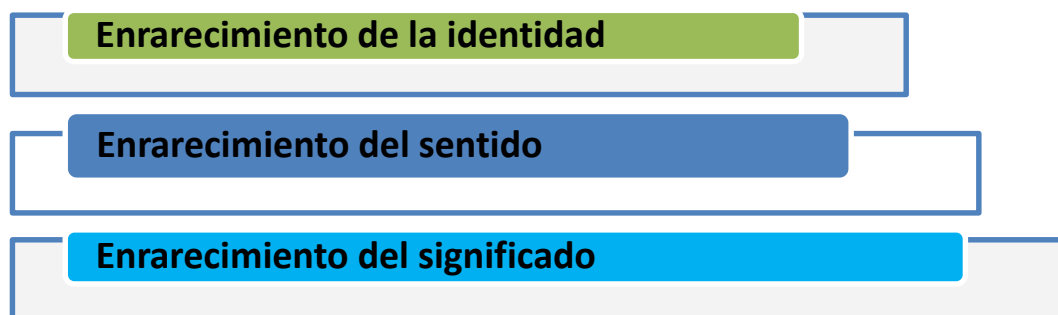 Enrarecimiento de la identidad
Enrarecimiento del sentido
Enrarecimiento del significado